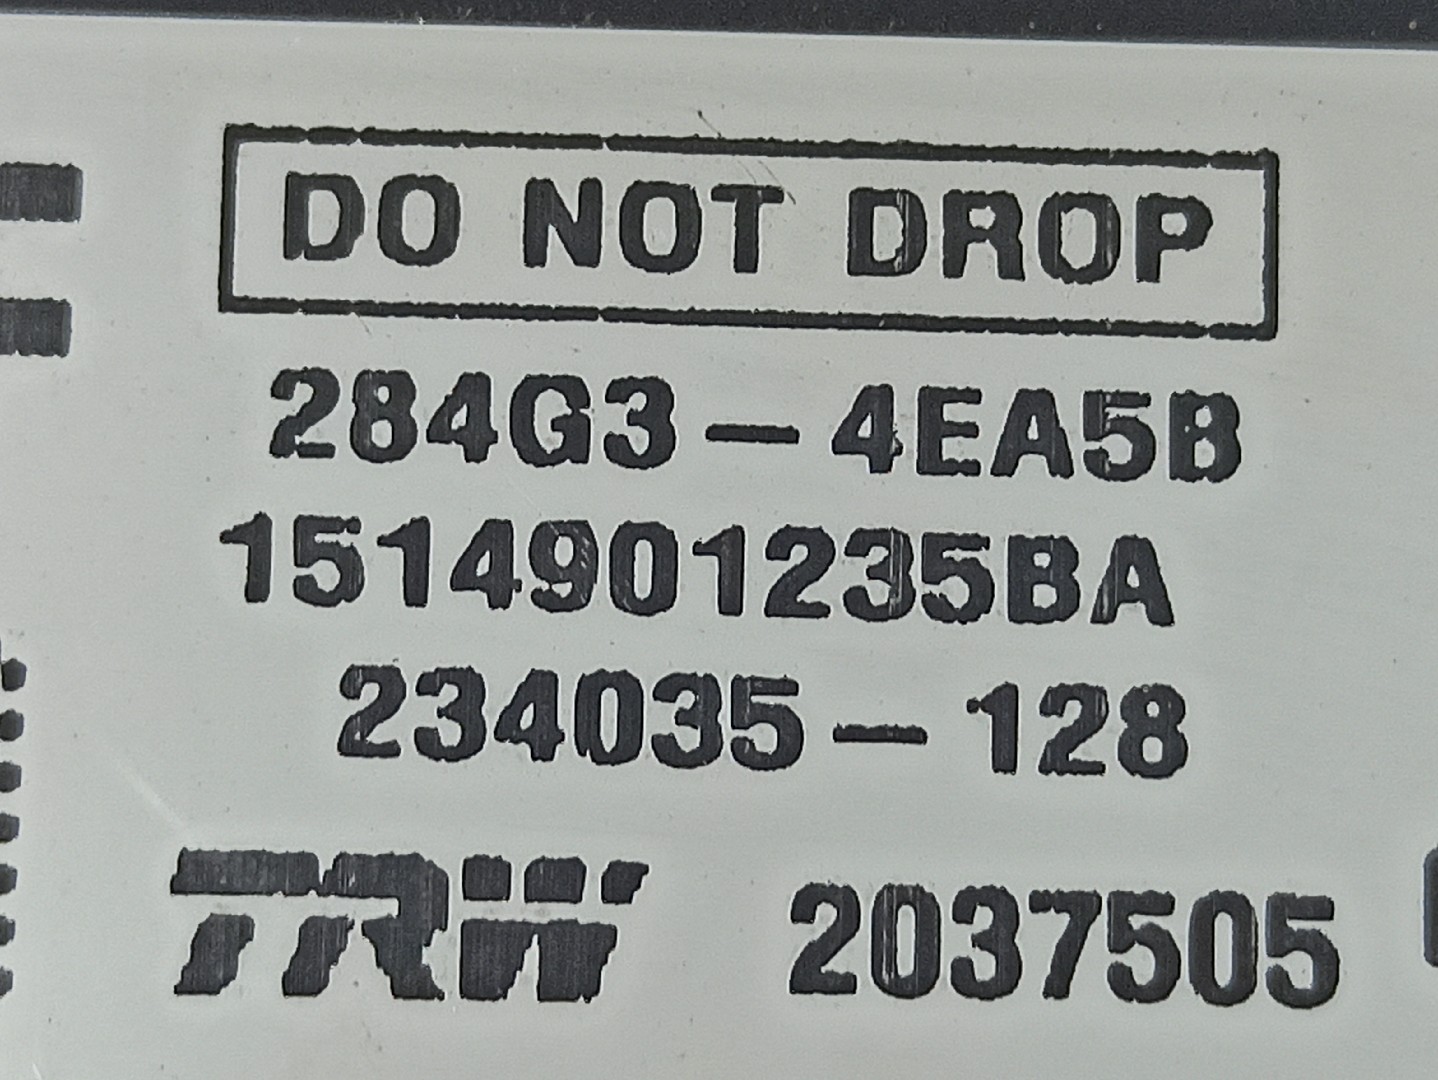 DO NOT DROP
284G3-4EA5B
1514901235BA
234035-128
TRW 2037505